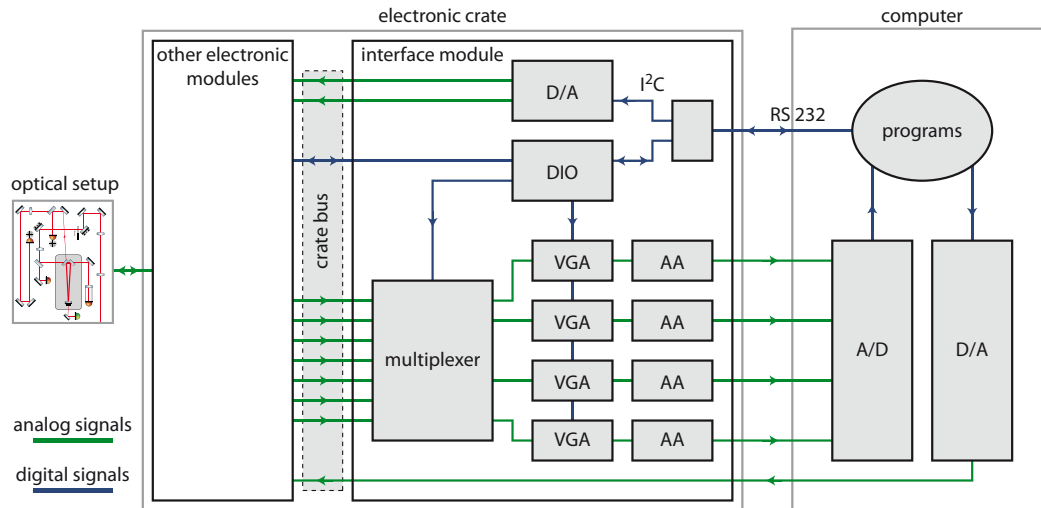 electronic crate
computer
other electronic
modules
interface module
D/A
I²C
RS 232
programs
DIO
optical setup
crate bus
VGA
AA
VGA
AA
multiplexer
A/D
D/A
VGA
AA
analog signals
VGA
AA
digital signals